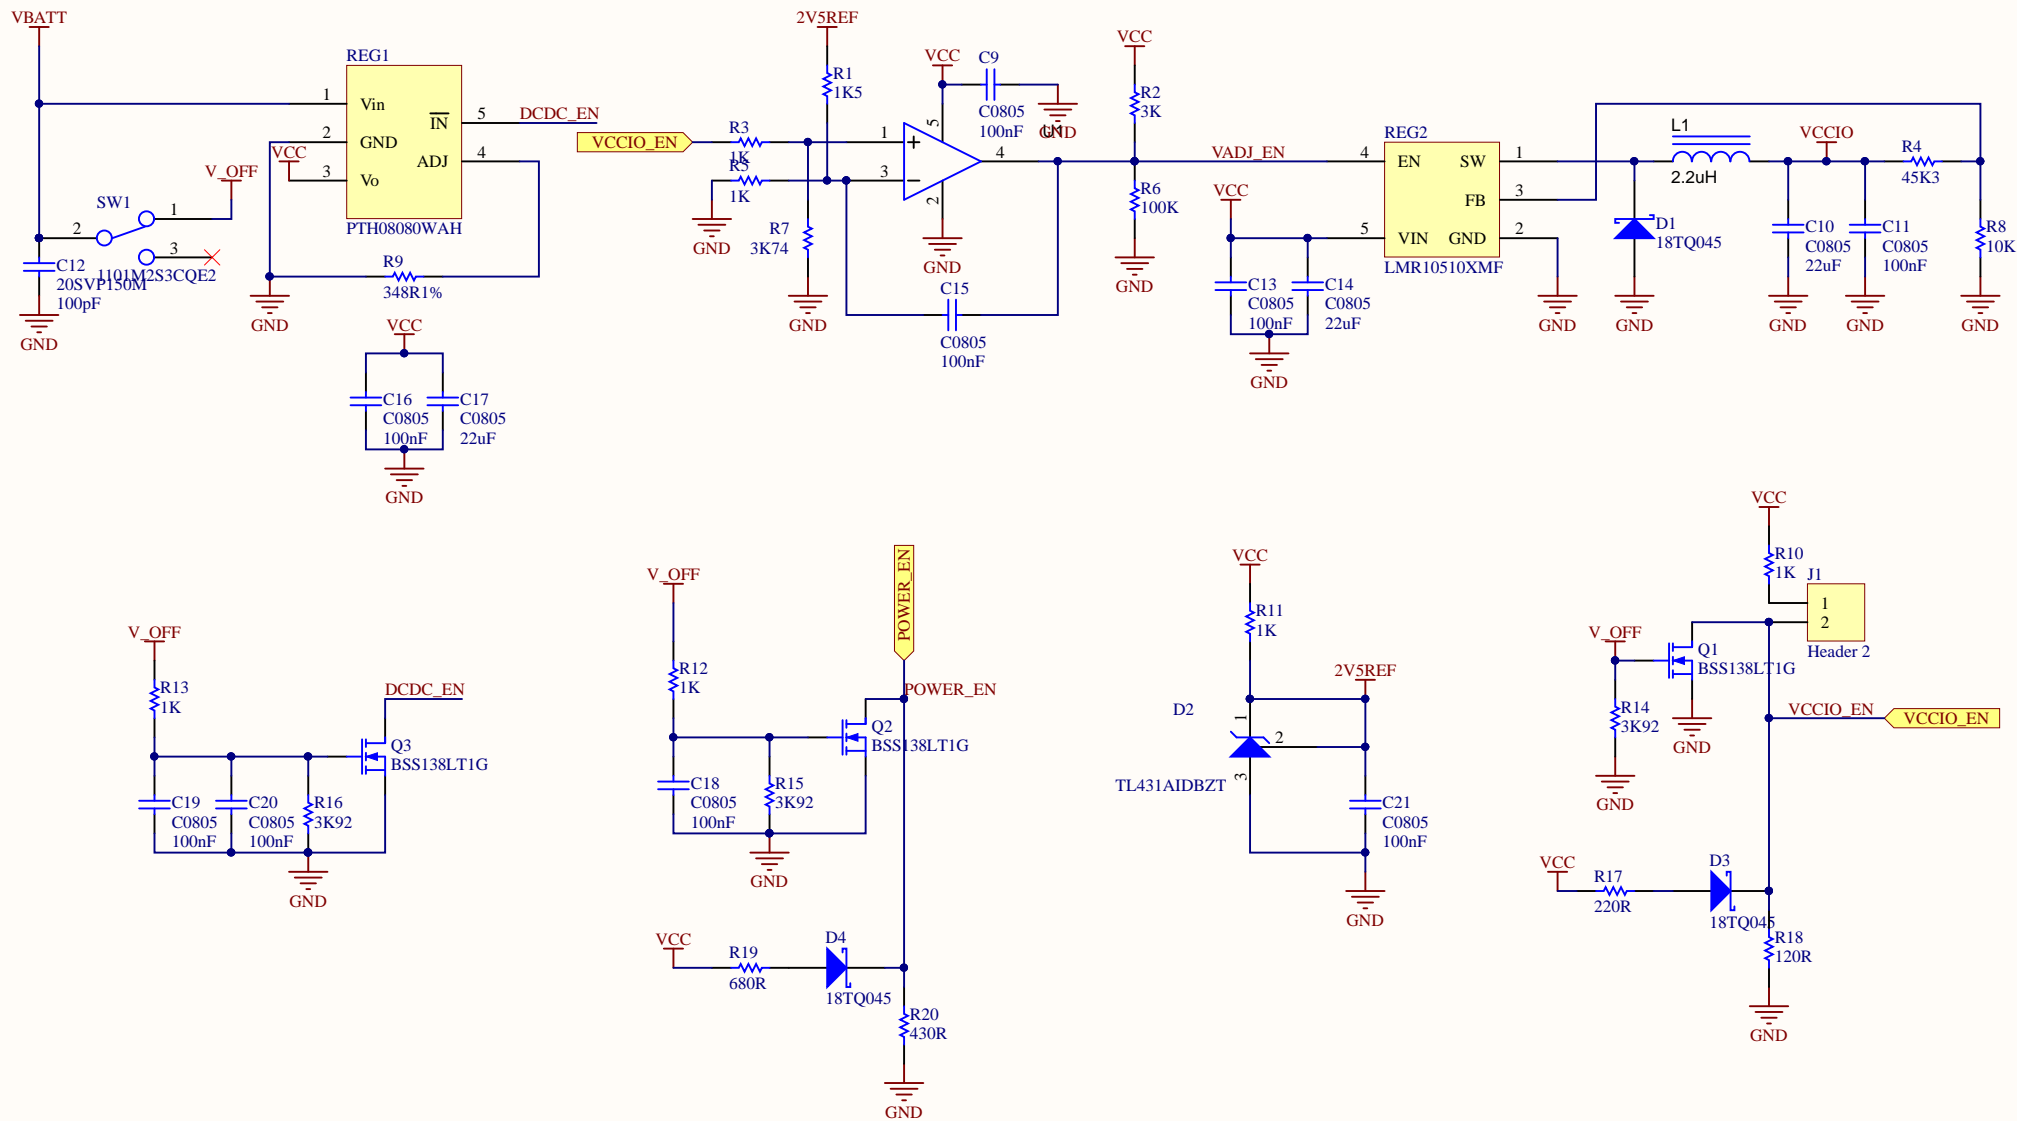 VBATT
REG1
1
Vin
2
GND
3
Vo
IN
5
DCDC_EN
ADJ
4
PTH08080WAH
VCC
V_OFF
SW1
1
2
3
1101M2S3CQE2
C12
20SVP150M
100pF
GND
R9
348R1%
GND
VCC
C16
C0805
100nF
C17
C0805
22uF
GND
2V5REF
R1
1K5
VCCIO_EN
R3
1K
R5
1K
GND
R7
3K74
GND
VCC
C9
C0805
100nF
GND
1
3
5
2
4
GND
C15
C0805
100nF
VCC
R2
3K
VADJ_EN
R6
100K
GND
VCC
C13
C0805
100nF
C14
C0805
22uF
GND
REG2
4
EN
SW
1
FB
3
5
VIN
GND
2
LMR10510XMF
GND
L1
2.2uH
D1
18TQ045
GND
VCCIO
C10
C0805
22uF
GND
C11
C0805
100nF
GND
R4
45K3
R8
10K
GND
V_OFF
R13
1K
DCDC_EN
Q3
BSS138LT1G
C19
C0805
100nF
C20
C0805
100nF
R16
3K92
GND
V_OFF
R12
1K
POWER_EN
POWER_EN
Q2
BSS138LT1G
C18
C0805
100nF
R15
3K92
GND
VCC
R19
680R
D4
18TQ045
R20
430R
GND
VCC
R11
1K
2V5REF
D2
1
2
3
TL431AIDBZT
C21
C0805
100nF
GND
VCC
R10
1K
J1
1
2
Header 2
V_OFF
Q1
BSS138LT1G
R14
3K92
GND
GND
VCCIO_EN
VCCIO_EN
VCC
R17
220R
D3
18TQ045
R18
120R
GND